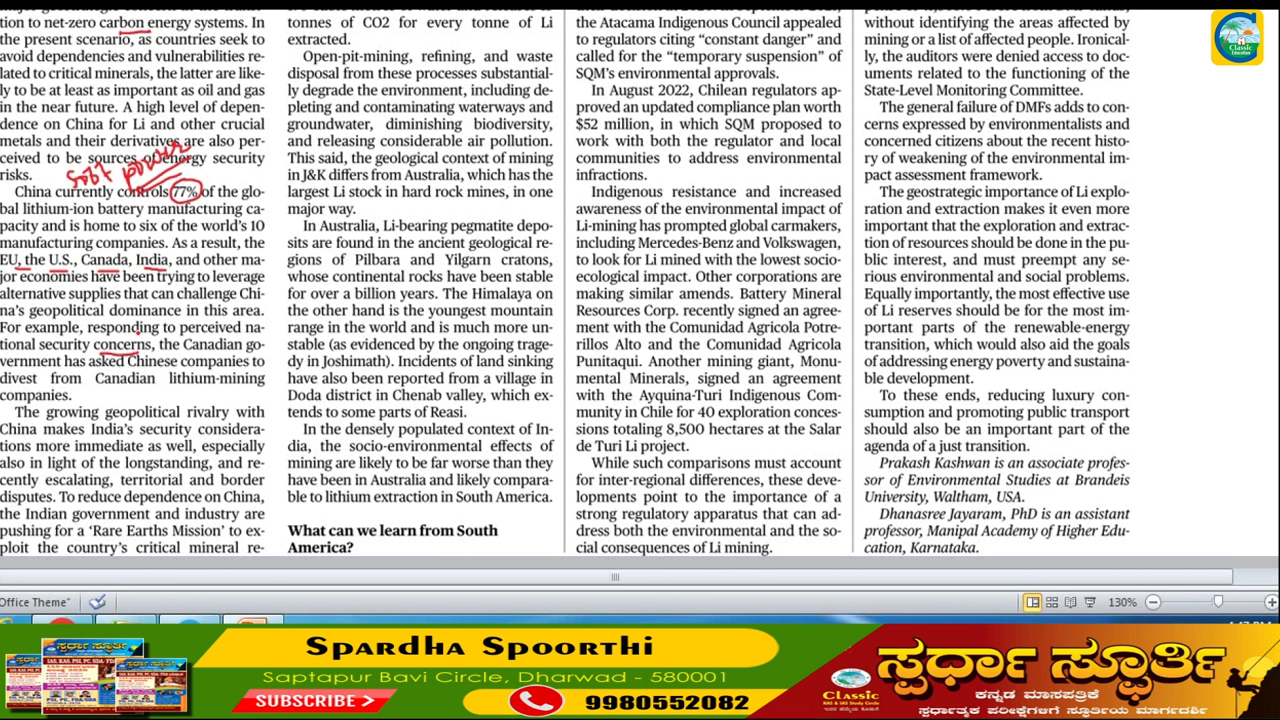 tion to net-zero carbon energy systems. In
the present scenario, as countries seek to
avoid dependencies and vulnerabilities re-
lated to critical minerals, the latter are like-
ly to be at least as important as oil and gas
in the near future. A high level of depen-
dence on China for Li and other crucial
metals and their derivatives are also per-
ceived to be sources of energy security
risks.
soft power
China currently controls 77% of the glo-
bal lithium-ion battery manufacturing ca-
pacity and is home to six of the world's 10
manufacturing companies. As a result, the
EU, the U.S., Canada, India, and other ma-
jor economies have been trying to leverage
alternative supplies that can challenge Chi-
na's geopolitical dominance in this area.
For example, responding to perceived na-
tional security concerns, the Canadian go-
vernment has asked Chinese companies to
divest from Canadian lithium-mining
companies.
The growing geopolitical rivalry with
China makes India's security considera-
tions more immediate as well, especially
also in light of the longstanding, and re-
cently escalating, territorial and border
disputes. To reduce dependence on China,
the Indian government and industry are
pushing for a 'Rare Earths Mission' to ex-
ploit the country's critical mineral re-
tonnes of CO2 for every tonne of Li
extracted.
Open-pit-mining, refining, and waste
disposal from these processes substantial-
ly degrade the environment, including de-
pleting and contaminating waterways and
groundwater, diminishing biodiversity,
and releasing considerable air pollution.
This said, the geological context of mining
in J&K differs from Australia, which has the
largest Li stock in hard rock mines, in one
major way.
In Australia, Li-bearing pegmatite depo-
sits are found in the ancient geological re-
gions of Pilbara and Yilgarn cratons,
whose continental rocks have been stable
for over a billion years. The Himalaya on
the other hand is the youngest mountain
range in the world and is much more un-
stable (as evidenced by the ongoing trage-
dy in Joshimath). Incidents of land sinking
have also been reported from a village in
Doda district in Chenab valley, which ex-
tends to some parts of Reasi.
In the densely populated context of In-
dia, the socio-environmental effects of
mining are likely to be far worse than they
have been in Australia and likely compara-
ble to lithium extraction in South America.
What can we learn from South
America?
the Atacama Indigenous Council appealed
to regulators citing "constant danger" and
called for the "temporary suspension" of
SQM's environmental approvals.
In August 2022, Chilean regulators ap-
proved an updated compliance plan worth
$52 million, in which SQM proposed to
work with both the regulator and local
communities to address environmental
infractions.
Indigenous resistance and increased
awareness of the environmental impact of
Li-mining has prompted global carmakers,
including Mercedes-Benz and Volkswagen,
to look for Li mined with the lowest socio-
ecological impact. Other corporations are
making similar amends. Battery Mineral
Resources Corp. recently signed an agree-
ment with the Comunidad Agricola Potre-
rillos Alto and the Comunidad Agricola
Punitaqui. Another mining giant, Monu-
mental Minerals, signed an agreement
with the Ayquina-Turi Indigenous Com-
munity in Chile for 40 exploration conces-
sions totaling 8,500 hectares at the Salar
de Turi Li project.
While such comparisons must account
for inter-regional differences, these de-
velopments point to the importance of a
strong regulatory apparatus that can ad-
dress both the environmental and the so-
cial consequences of Li mining.
without identifying the areas affected by
mining or a list of affected people. Ironical-
ly, the auditors were denied access to doc-
uments related to the functioning of the
State-Level Monitoring Committee.
The general failure of DMFs adds to con-
cerns expressed by environmentalists and
concerned citizens about the recent histo-
ry of weakening of the environmental im-
pact assessment framework.
The geostrategic importance of Li explo-
ration and extraction makes it even more
important that the exploration and extrac-
tion of resources should be done in the pu-
blic interest, and must preempt any se-
rious environmental and social problems.
Equally importantly, the most effective use
of Li reserves should be for the most im-
portant parts of the renewable-energy
transition, which would also aid the goals
of addressing energy poverty and sustaina-
ble development.
To these ends, reducing luxury con-
sumption and promoting public transport
should also be an important part of the
agenda of a just transition.
Prakash Kashwan is an associate profes-
sor of Environmental Studies at Brandeis
University, Waltham, USA.
Dhanasree Jayaram, PhD is an assistant
professor, Manipal Academy of Higher Edu-
cation, Karnataka.
Classic
Education
Office Theme"
130%
Spardha Spoorthi
Saptapur Bavi Circle, Dharwad - 580001
SUBSCRIBE
9980552082
ಸ್ಪರ್ಧಾ ಸ್ಫೂರ್ತಿ
ಕನ್ನಡ ಮಾಸಪತ್ರಿಕೆ
ಸ್ಪರ್ಧಾತ್ಮಕ ಪರೀಕ್ಷೆಗಳಿಗೆ ಸ್ಫೂರ್ತಿಯ ಮಾರ್ಗದರ್ಶಿ
Classic
KAS & IAS Study Circle